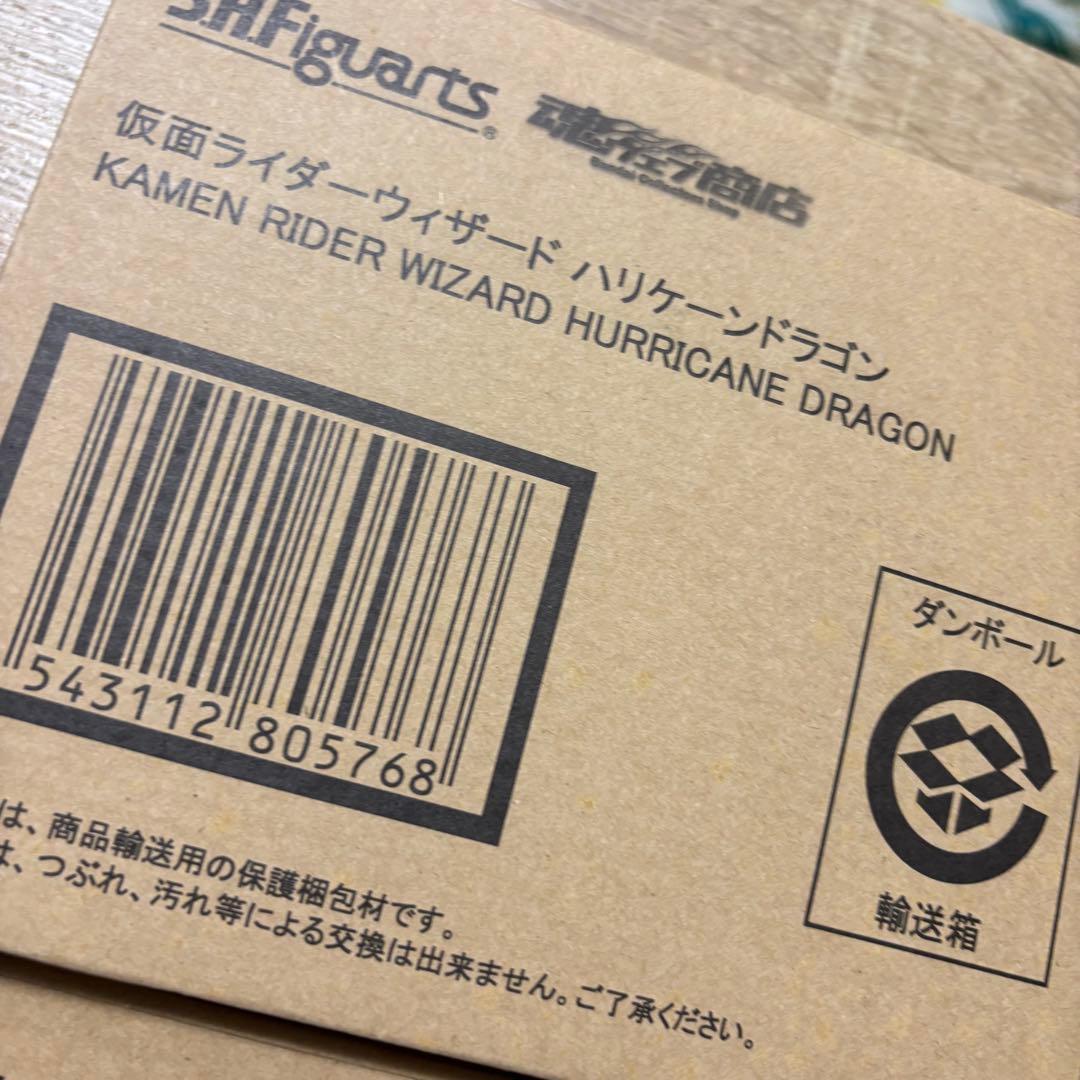 S.H.Figuarts®
魂ウェブ商店
仮面ライダーウィザード ハリケーンドラゴン
KAMEN RIDER WIZARD HURRICANE DRAGON
543112 805768
ダンボール
輸送箱
は、商品輸送用の保護梱包材です。
は、つぶれ、汚れ等による交換は出来ません。ご了承ください。